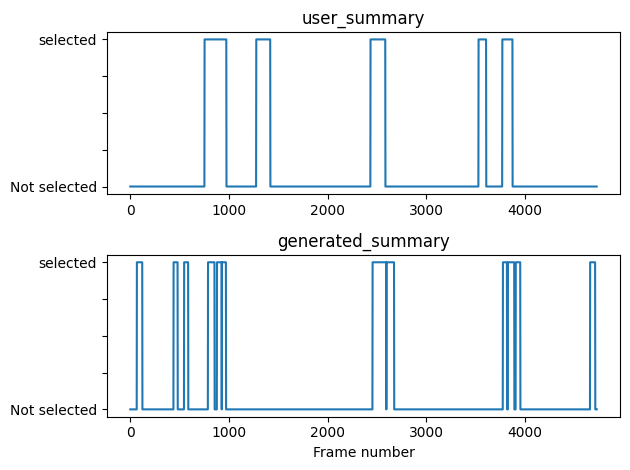 user_summary
selected
Not selected
0 1000 2000 3000 4000
generated_summary
selected
Not selected
0 1000 2000 3000 4000
Frame number